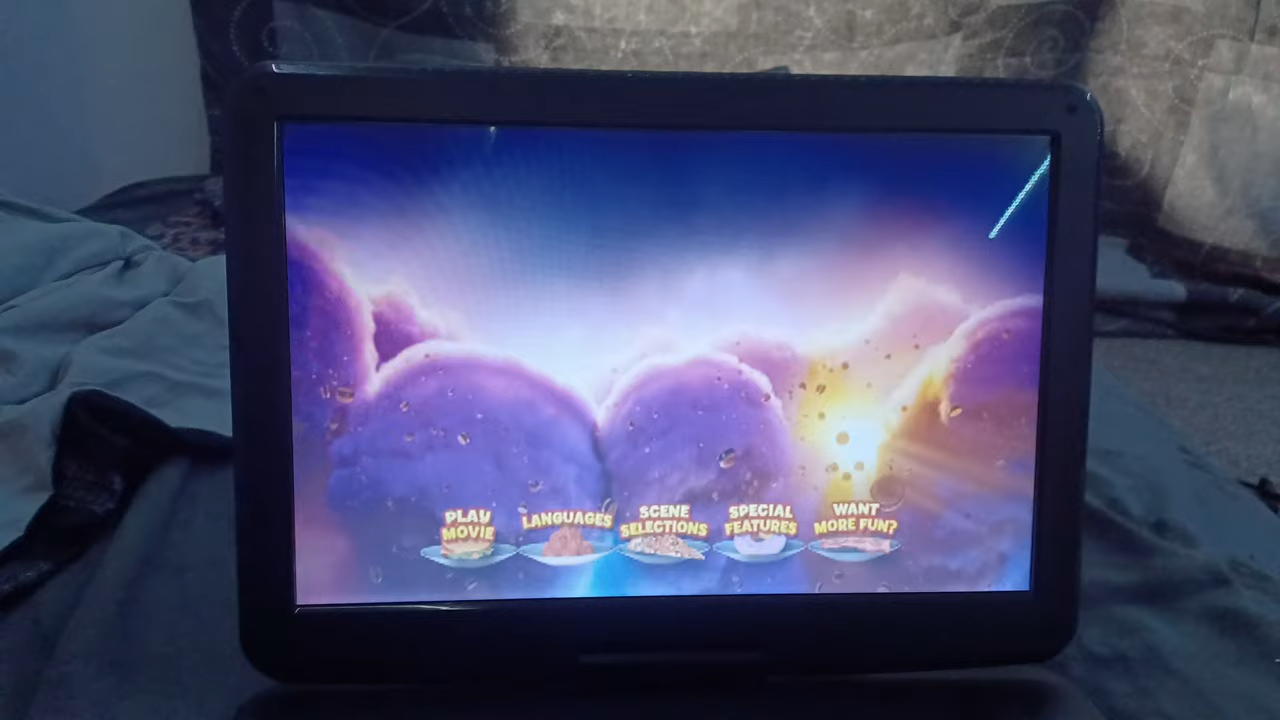 PLAY
MOVIE
LANGUAGES
SCENE
SELECTIONS
SPECIAL
FEATURES
WANT
MORE FUN?